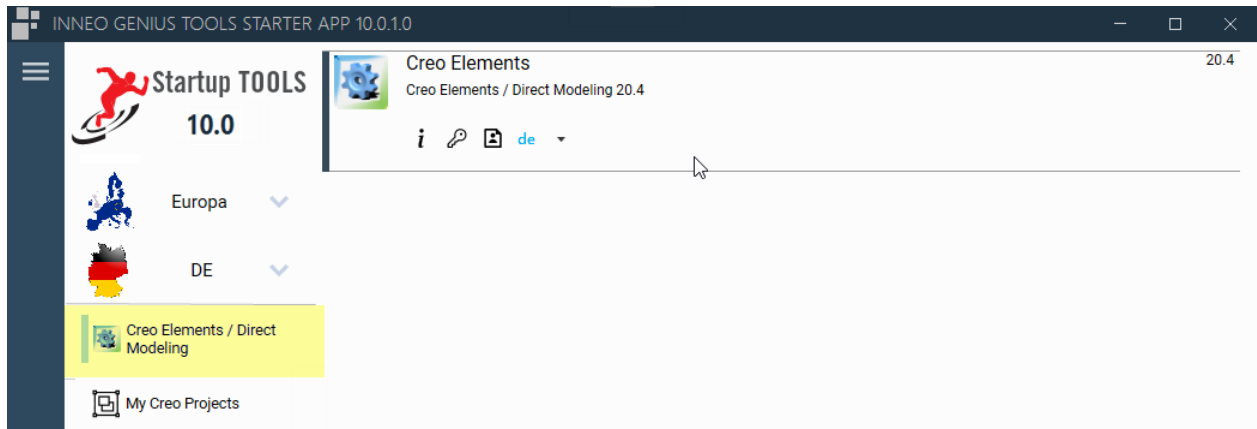 INNEO GENIUS TOOLS STARTER APP 10.0.1.0
Startup TOOLS
10.0
Europa
DE
Creo Elements / Direct
Modeling
My Creo Projects
Creo Elements
20.4
Creo Elements / Direct Modeling 20.4
i
de